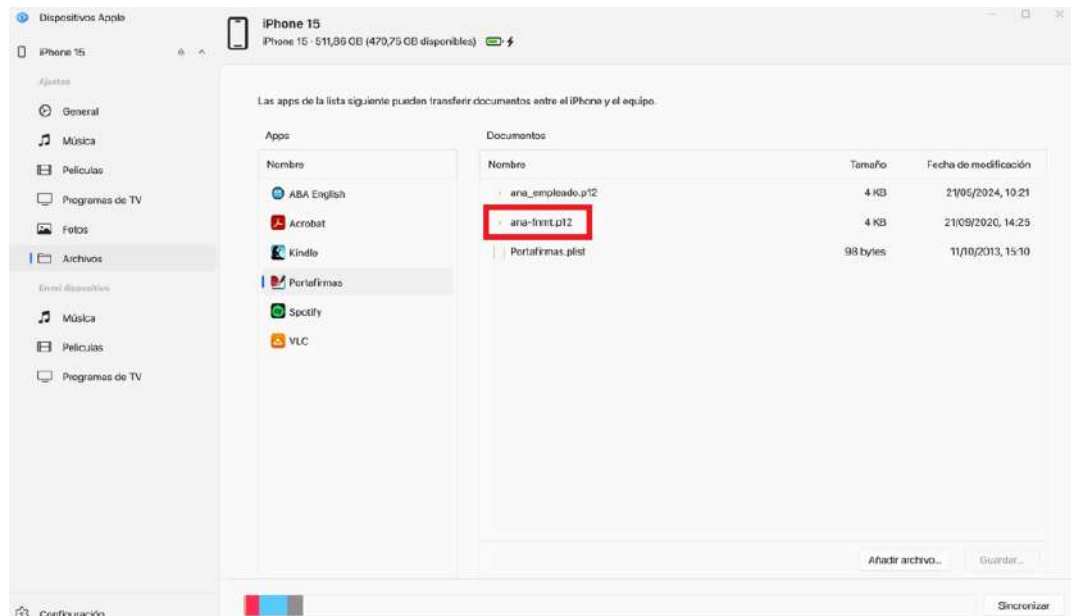 Dispositivos Apple
iPhone 15
Ajustes
General
Música
Películas
Programas de TV
Fotos
Archivos
En mi dispositivo
Música
Películas
Programas de TV
Configuración
iPhone 15
iPhone 15 - 511,86 GB (470,75 GB disponibles)
Las apps de la lista siguiente pueden transferir documentos entre el iPhone y el equipo.
Apps
Nombre
ABA English
Acrobat
Kindle
Portafirmas
Spotify
VLC
Documentos
Nombre Tamaño Fecha de modificación
ana_empleado.p12 4 KB 21/05/2024, 10:21
ana-fnmt.p12 4 KB 21/09/2020, 14:25
Portafirmas.plist 98 bytes 11/10/2013, 15:10
Añadir archivo... Guardar...
Sincronizar